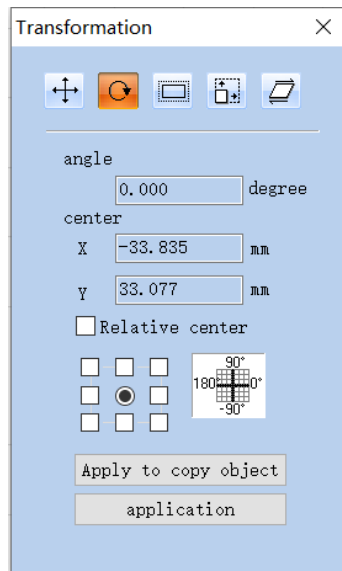 Transformation
angle
0.000 degree
center
X -33.835 mm
Y 33.077 mm
Relative center
90°
180° 0°
-90°
Apply to copy object
application